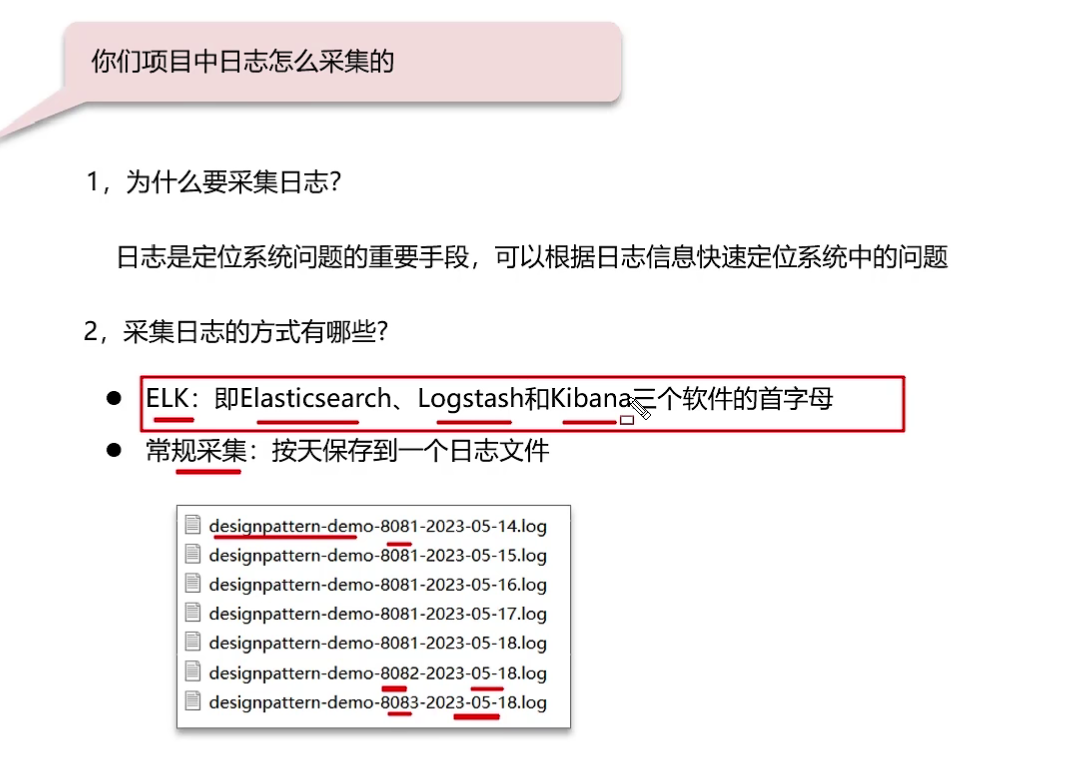 你们项目中日志怎么采集的
1，为什么要采集日志？
日志是定位系统问题的重要手段，可以根据日志信息快速定位系统中的问题
2，采集日志的方式有哪些？
● ELK：即Elasticsearch、Logstash和Kibana三个软件的首字母
● 常规采集：按天保存到一个日志文件
designpattern-demo-8081-2023-05-14.log
designpattern-demo-8081-2023-05-15.log
designpattern-demo-8081-2023-05-16.log
designpattern-demo-8081-2023-05-17.log
designpattern-demo-8081-2023-05-18.log
designpattern-demo-8082-2023-05-18.log
designpattern-demo-8083-2023-05-18.log